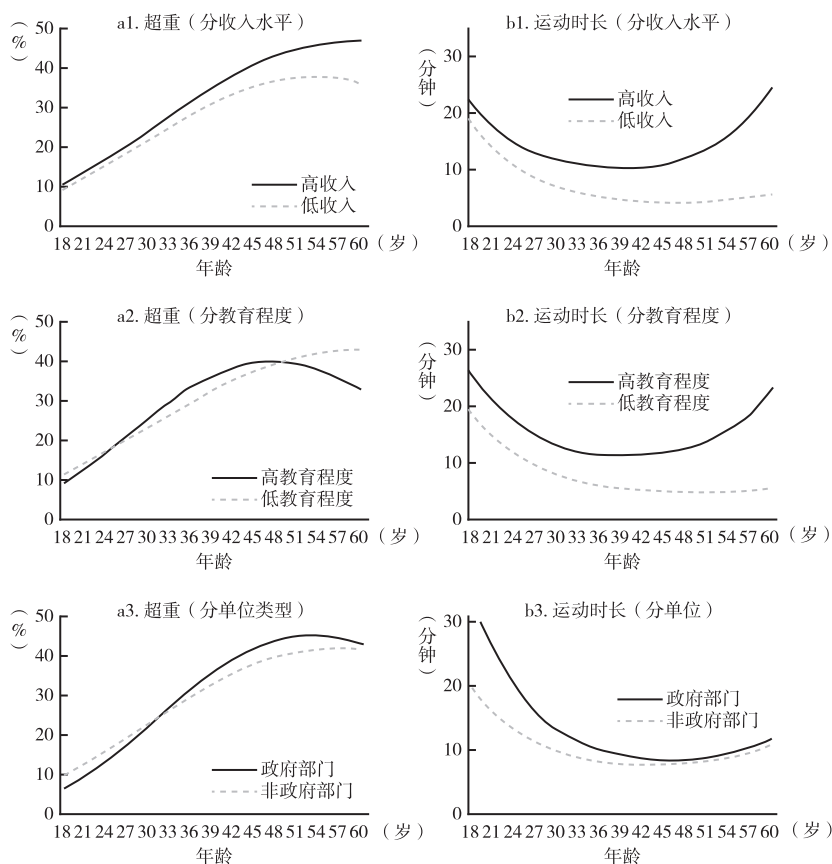 a1. 超重（分收入水平）
（%）
50
40
30
20
10
0
高收入
低收入
18 21 24 27 30 33 36 39 42 45 48 51 54 57 60（岁）
年龄
b1. 运动时长（分收入水平）
（分钟）
30
20
10
0
高收入
低收入
18 21 24 27 30 33 36 39 42 45 48 51 54 57 60（岁）
年龄
a2. 超重（分教育程度）
（%）
50
40
30
20
10
0
高教育程度
低教育程度
18 21 24 27 30 33 36 39 42 45 48 51 54 57 60（岁）
年龄
b2. 运动时长（分教育程度）
（分钟）
30
20
10
0
高教育程度
低教育程度
18 21 24 27 30 33 36 39 42 45 48 51 54 57 60（岁）
年龄
a3. 超重（分单位类型）
（%）
50
40
30
20
10
0
政府部门
非政府部门
18 21 24 27 30 33 36 39 42 45 48 51 54 57 60（岁）
年龄
b3. 运动时长（分单位）
（分钟）
30
20
10
0
政府部门
非政府部门
18 21 24 27 30 33 36 39 42 45 48 51 54 57 60（岁）
年龄